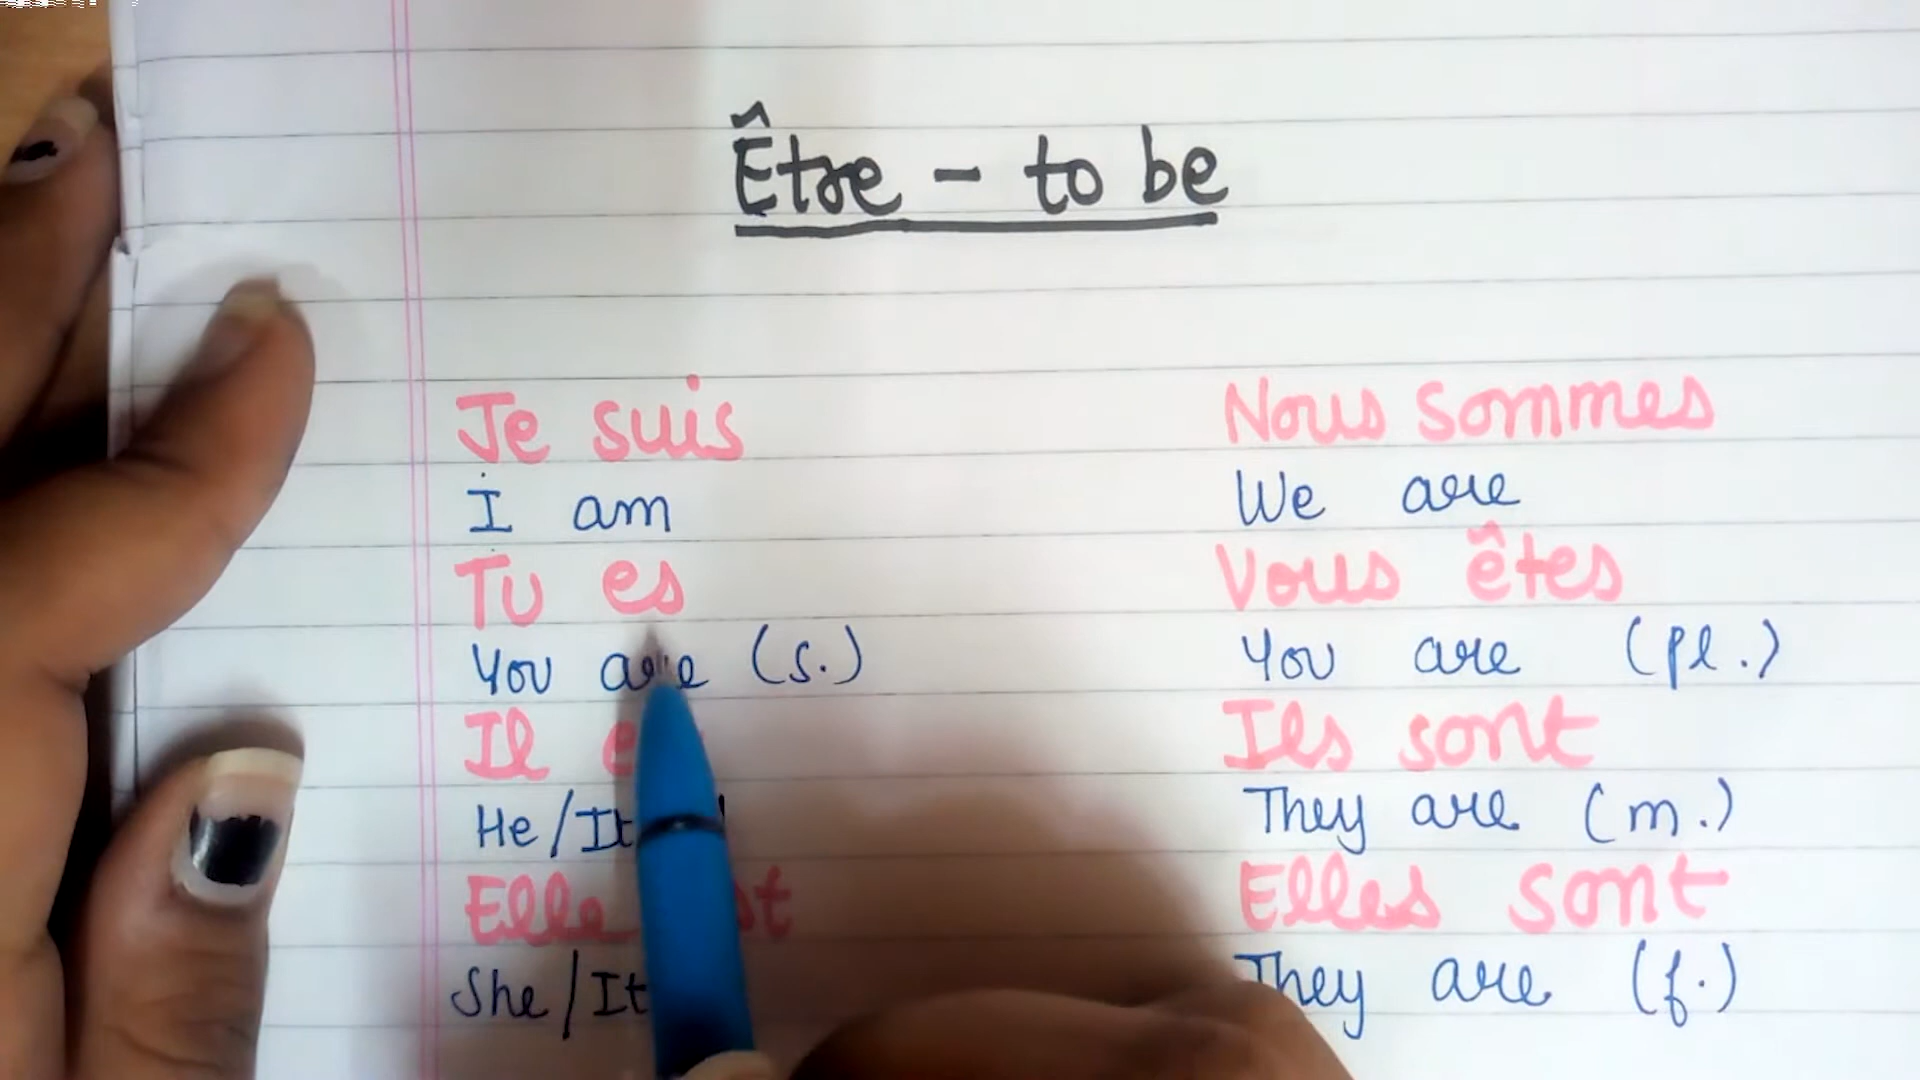 Être - to be
Je suis
I am
Tu es
You are (s.)
Il
He/It
Elle
She/It
Nous sommes
We are
Vous êtes
You are (pl.)
Ils sont
They are (m.)
Elles sont
They are (f.)